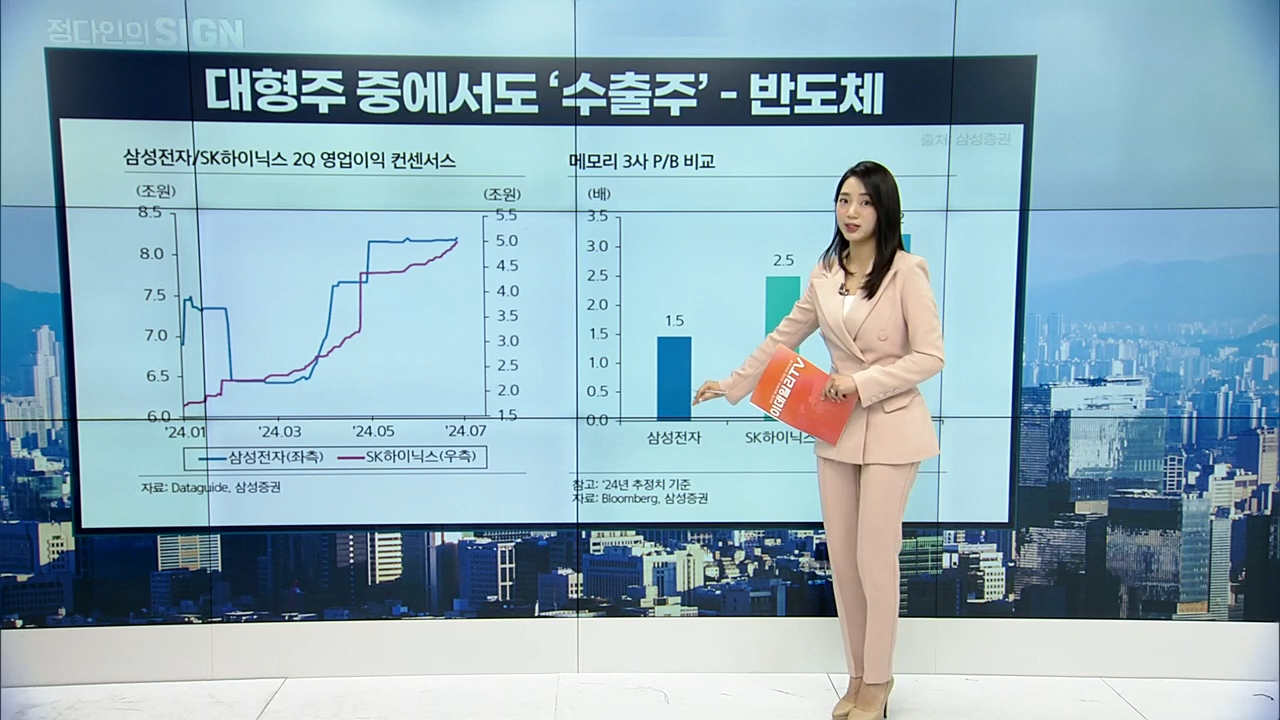 정다인의 SIGN
대형주 중에서도 ‘수출주’ - 반도체
출처: 삼성증권
삼성전자/SK하이닉스 2Q 영업이익 컨센서스
(조원)
(조원)
8.5
8.0
7.5
7.0
6.5
6.0
5.5
5.0
4.5
4.0
3.5
3.0
2.5
2.0
1.5
'24.01 '24.03 '24.05 '24.07
삼성전자(좌측) SK하이닉스(우측)
자료: Dataguide, 삼성증권
메모리 3사 P/B 비교
(배)
3.5
3.0
2.5
2.0
1.5
1.0
0.5
0.0
1.5
2.5
삼성전자 SK하이닉스
참고: '24년 추정치 기준
자료: Bloomberg, 삼성증권
이데일리TV